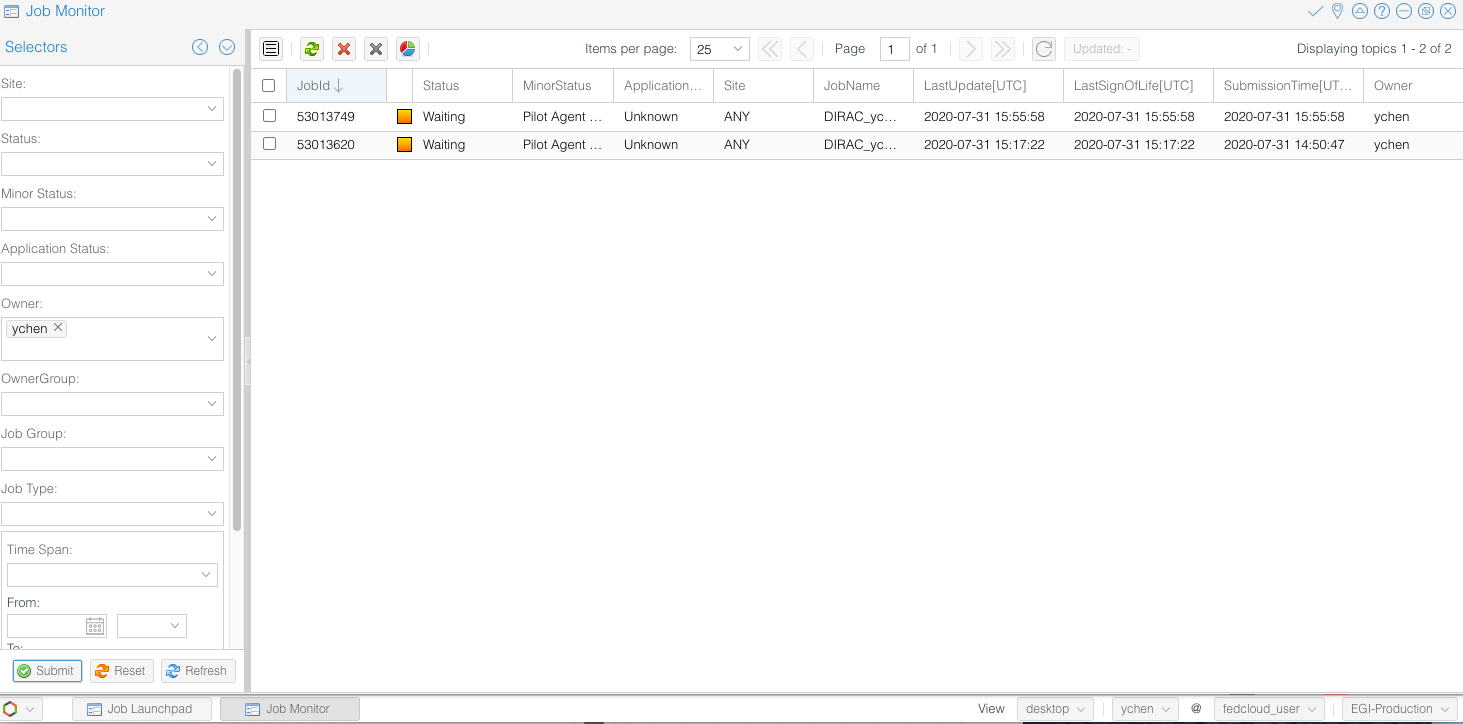 Job Monitor
Selectors
Items per page: 25 Page 1 of 1 Updated: - Displaying topics 1 - 2 of 2
Site:
Status:
Minor Status:
Application Status:
Owner:
ychen
OwnerGroup:
Job Group:
Job Type:
Time Span:
From:
To:
Submit Reset Refresh
JobId Status MinorStatus Application... Site JobName LastUpdate[UTC] LastSignOfLife[UTC] SubmissionTime[UT... Owner
53013749 Waiting Pilot Agent ... Unknown ANY DIRAC_yc... 2020-07-31 15:55:58 2020-07-31 15:55:58 2020-07-31 15:55:58 ychen
53013620 Waiting Pilot Agent ... Unknown ANY DIRAC_yc... 2020-07-31 15:17:22 2020-07-31 15:17:22 2020-07-31 14:50:47 ychen
Job Launchpad Job Monitor View desktop ychen @ fedcloud_user EGI-Production